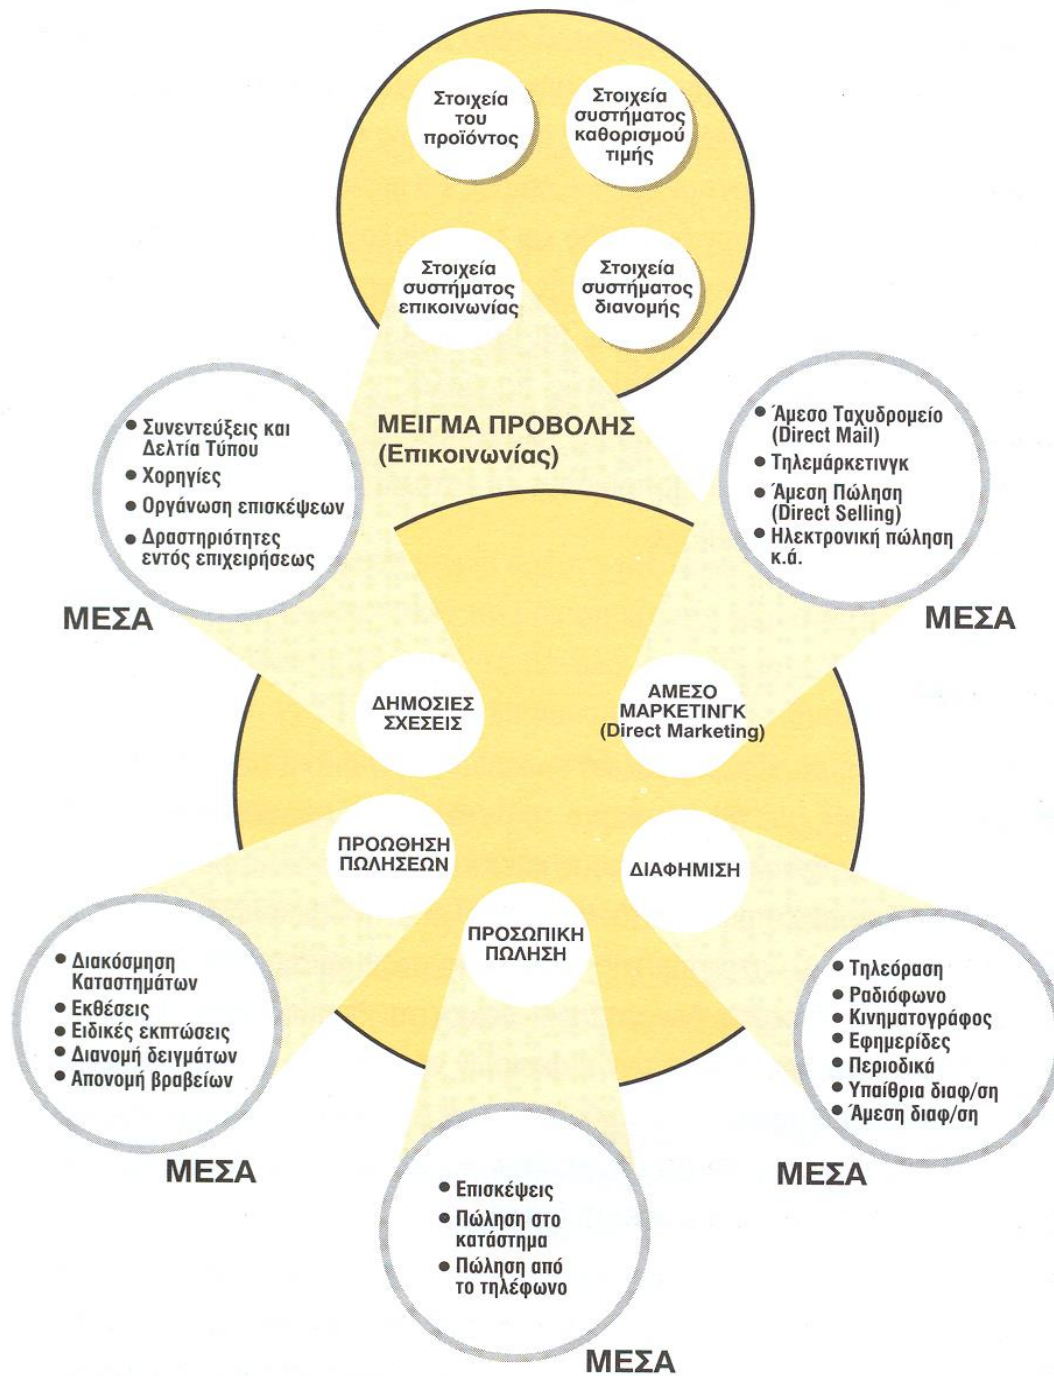 Στοιχεία
του
προϊόντος
Στοιχεία
συστήματος
καθορισμού
τιμής
Στοιχεία
συστήματος
επικοινωνίας
Στοιχεία
συστήματος
διανομής
ΜΕΙΓΜΑ ΠΡΟΒΟΛΗΣ
(Επικοινωνίας)
• Συνεντεύξεις και
Δελτία Τύπου
• Χορηγίες
• Οργάνωση επισκέψεων
• Δραστηριότητες
εντός επιχειρήσεως
ΜΕΣΑ
• Άμεσο Ταχυδρομείο
(Direct Mail)
• Τηλεμάρκετινγκ
• Άμεση Πώληση
(Direct Selling)
• Ηλεκτρονική πώληση
κ.ά.
ΜΕΣΑ
ΔΗΜΟΣΙΕΣ
ΣΧΕΣΕΙΣ
ΑΜΕΣΟ
ΜΑΡΚΕΤΙΝΓΚ
(Direct Marketing)
ΠΡΟΩΘΗΣΗ
ΠΩΛΗΣΕΩΝ
ΔΙΑΦΗΜΙΣΗ
ΠΡΟΣΩΠΙΚΗ
ΠΩΛΗΣΗ
• Διακόσμηση
Καταστημάτων
• Εκθέσεις
• Ειδικές εκπτώσεις
• Διανομή δειγμάτων
• Απονομή βραβείων
ΜΕΣΑ
• Τηλεόραση
• Ραδιόφωνο
• Κινηματογράφος
• Εφημερίδες
• Περιοδικά
• Υπαίθρια διαφ/ση
• Άμεση διαφ/ση
ΜΕΣΑ
• Επισκέψεις
• Πώληση στο
κατάστημα
• Πώληση από
το τηλέφωνο
ΜΕΣΑ